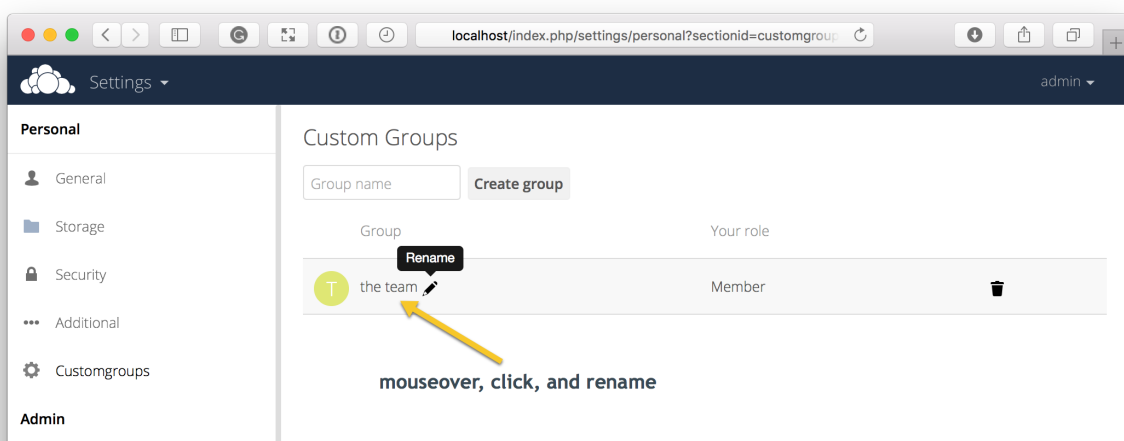 localhost/index.php/settings/personal?sectionid=customgroup
Settings
admin
Personal
General
Storage
Security
Additional
Customgroups
Admin
Custom Groups
Group name
Create group
Group
Your role
Rename
T
the team
Member
mouseover, click, and rename